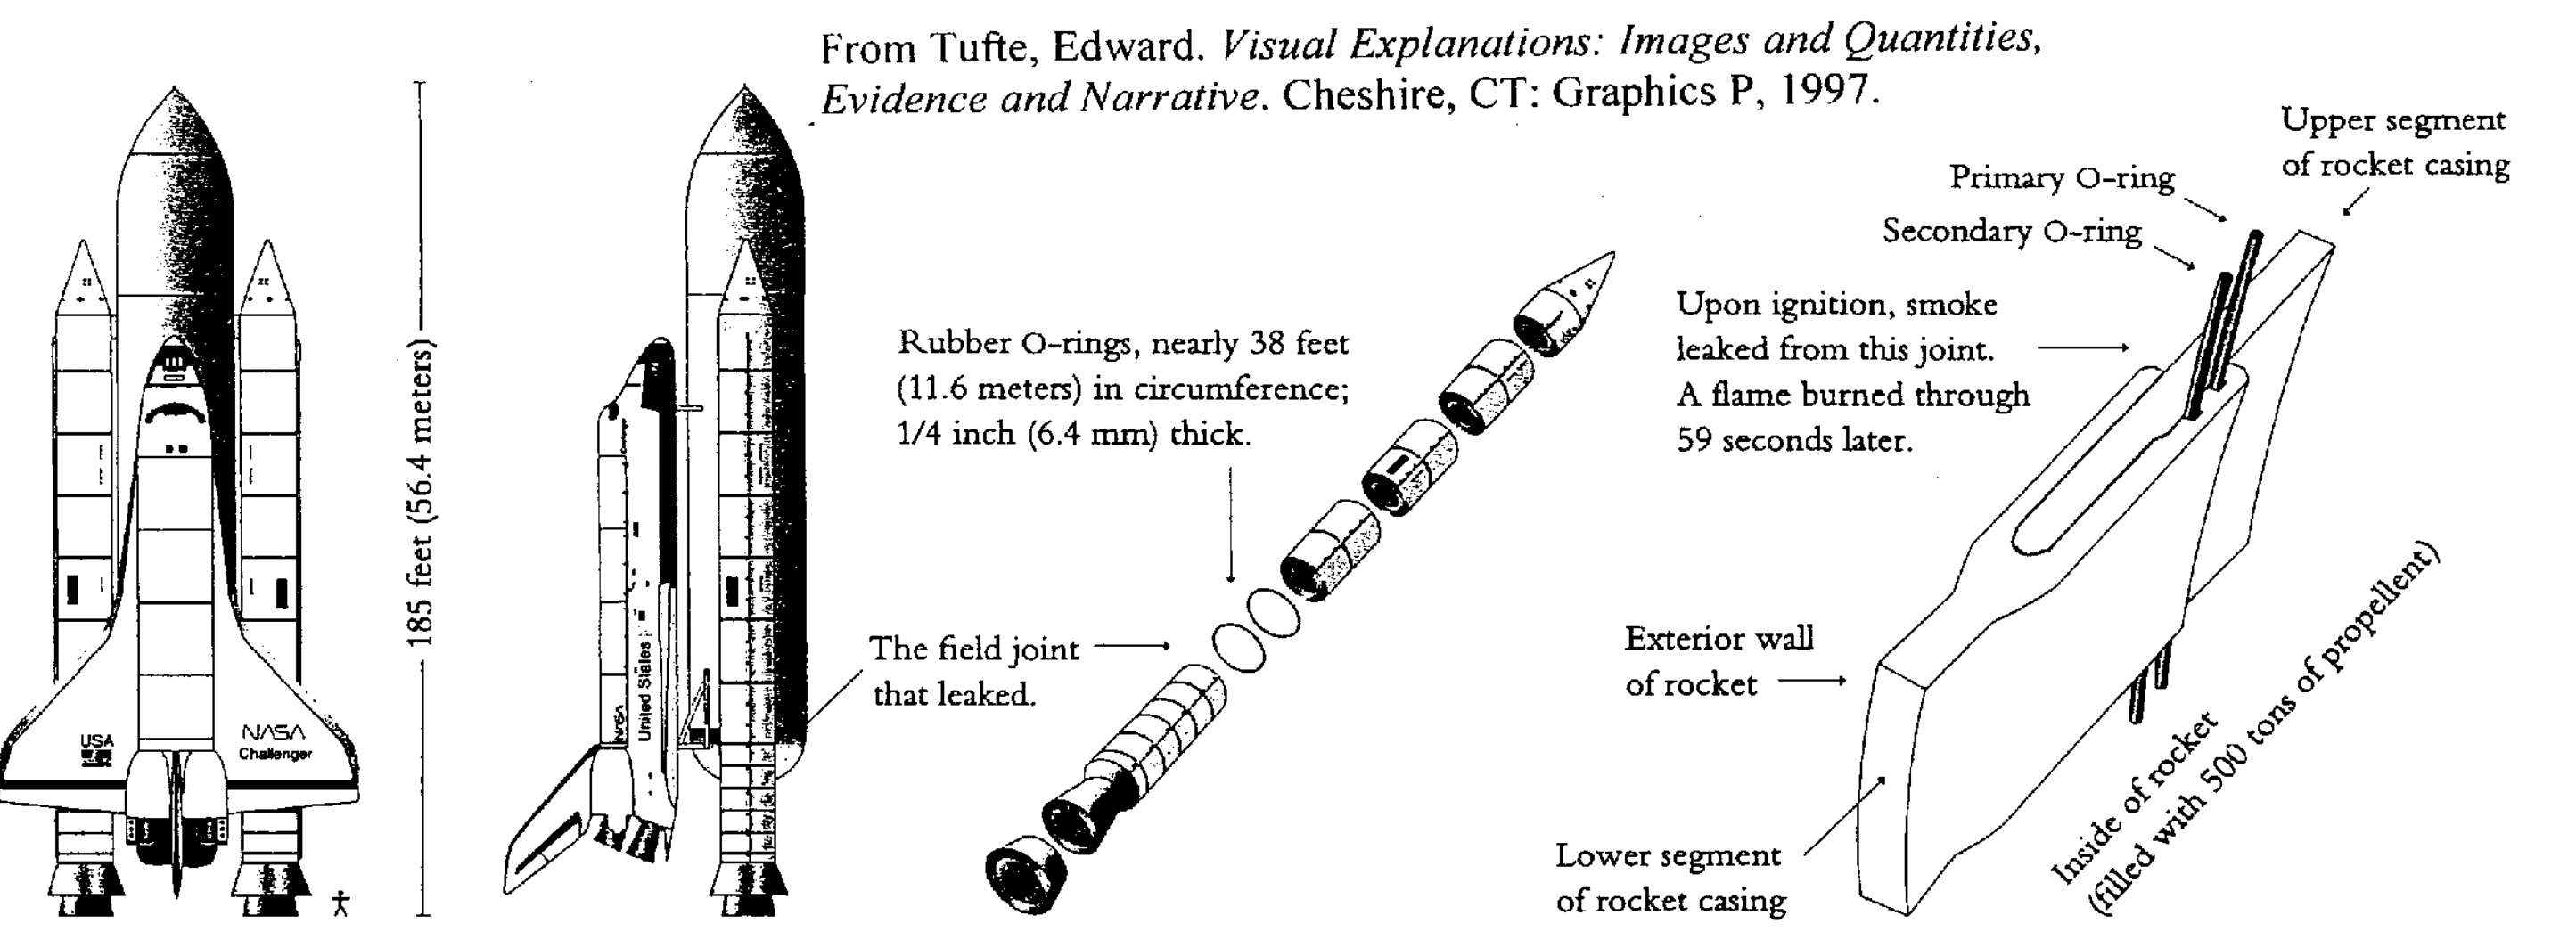 From Tufte, Edward. Visual Explanations: Images and Quantities,
Evidence and Narrative. Cheshire, CT: Graphics P, 1997.
USA
NASA
Challenger
185 feet (56.4 meters)
NASA
United States
Rubber O-rings, nearly 38 feet
(11.6 meters) in circumference;
1/4 inch (6.4 mm) thick.
The field joint
that leaked.
Upper segment
of rocket casing
Primary O-ring
Secondary O-ring
Upon ignition, smoke
leaked from this joint.
A flame burned through
59 seconds later.
Exterior wall
of rocket
Lower segment
of rocket casing
Inside of rocket
(filled with 500 tons of propellent)